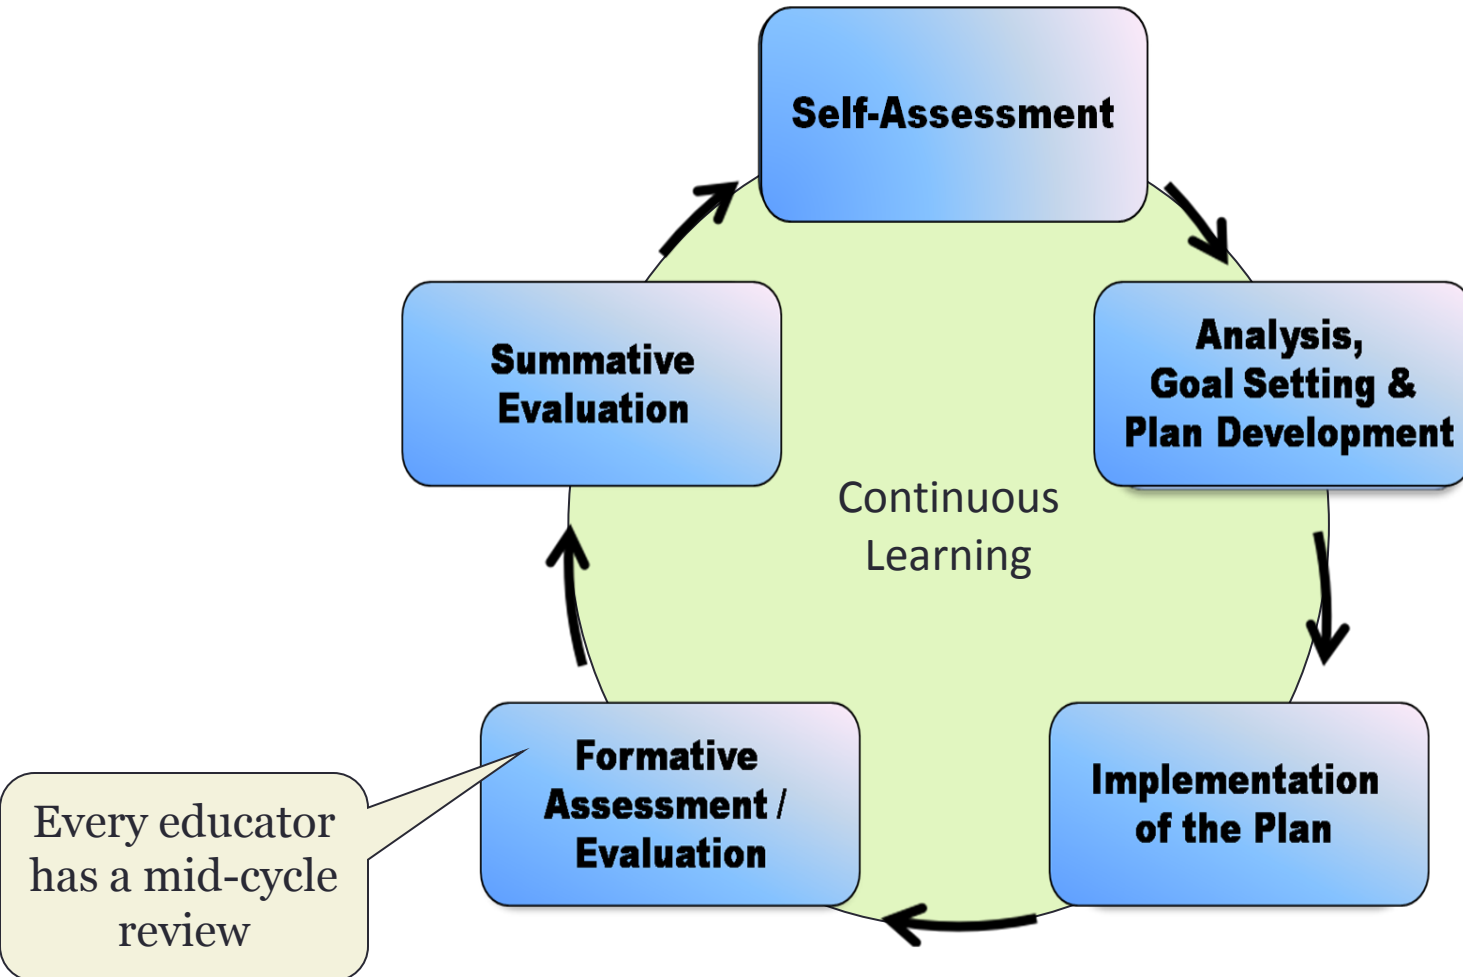 Self-Assessment
Analysis,
Goal Setting &
Plan Development
Implementation
of the Plan
Formative
Assessment /
Evaluation
Summative
Evaluation
Continuous
Learning
Every educator
has a mid-cycle
review